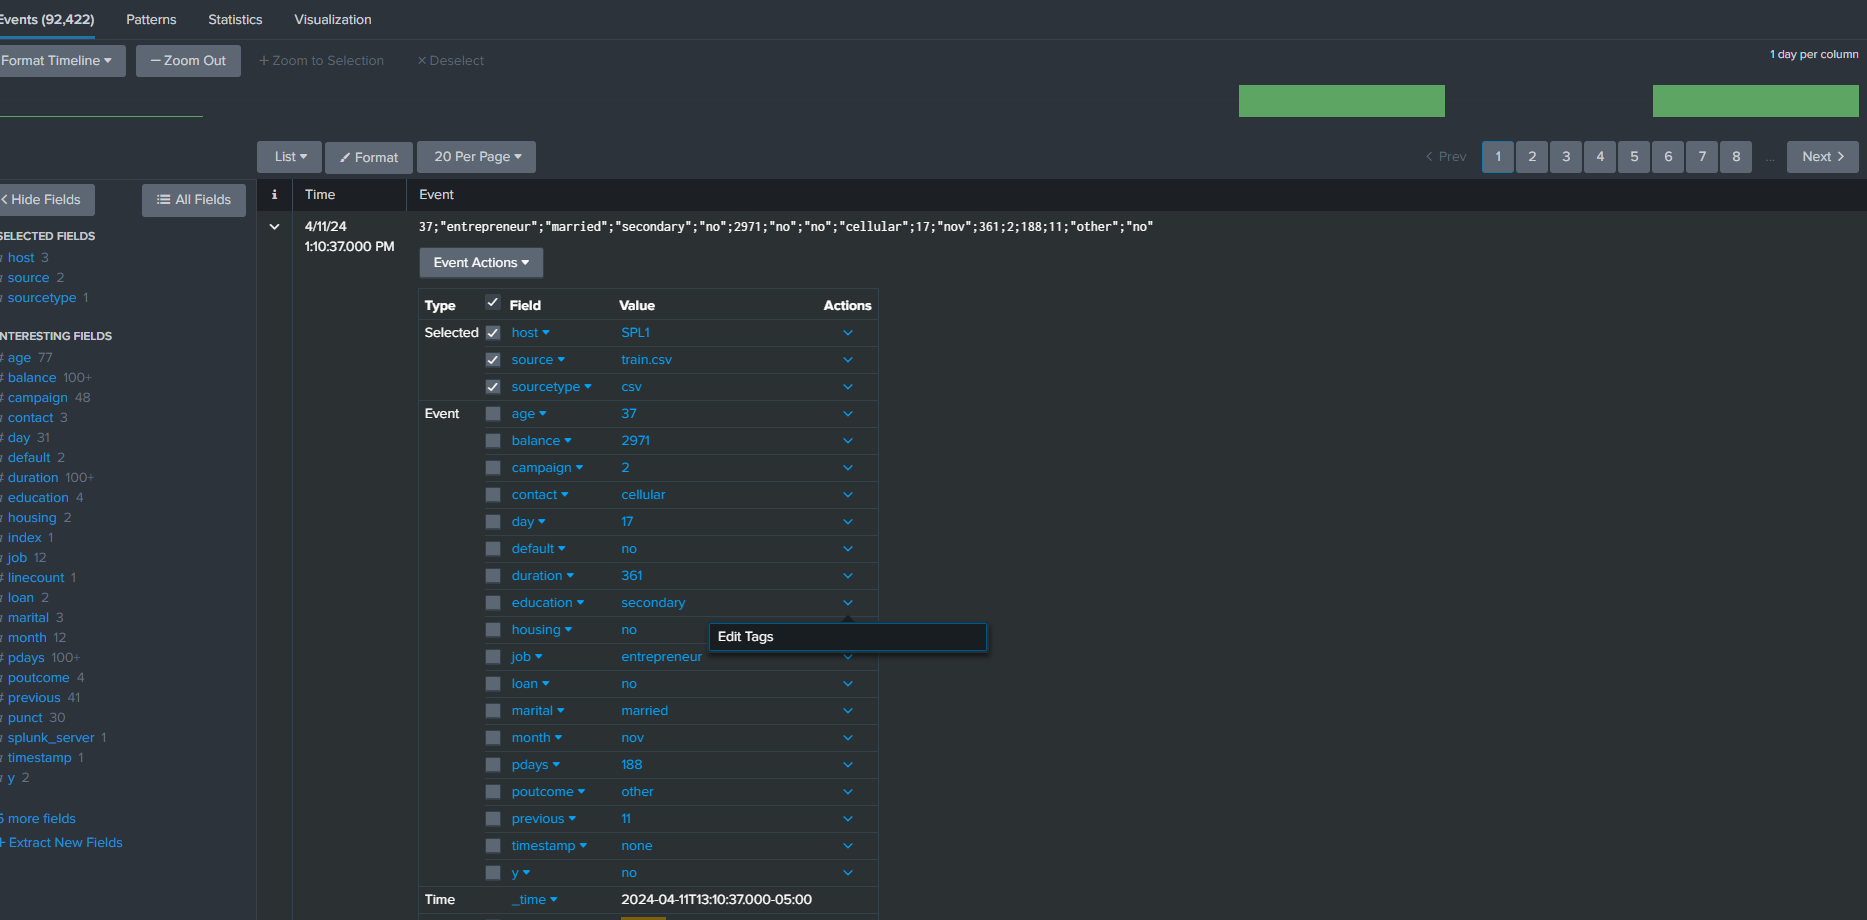 Events (92,422) Patterns Statistics Visualization
Format Timeline — Zoom Out + Zoom to Selection × Deselect
1 day per column
List Format 20 Per Page < Prev 1 2 3 4 5 6 7 8 ... Next >
< Hide Fields All Fields
i Time Event
SELECTED FIELDS
host 3
source 2
sourcetype 1
INTERESTING FIELDS
# age 77
# balance 100+
# campaign 48
contact 3
# day 31
default 2
# duration 100+
education 4
housing 2
index 1
job 12
# linecount 1
loan 2
marital 3
month 12
# pdays 100+
poutcome 4
# previous 41
punct 30
splunk_server 1
timestamp 1
y 2
more fields
+ Extract New Fields
4/11/24
1:10:37.000 PM
37;"entrepreneur";"married";"secondary";"no";2971;"no";"no";"cellular";17;"nov";361;2;188;11;"other";"no"
Event Actions
Type Field Value Actions
Selected host SPL1
source train.csv
sourcetype csv
Event age 37
balance 2971
campaign 2
contact cellular
day 17
default no
duration 361
education secondary
housing no
Edit Tags
job entrepreneur
loan no
marital married
month nov
pdays 188
poutcome other
previous 11
timestamp none
y no
Time _time 2024-04-11T13:10:37.000-05:00